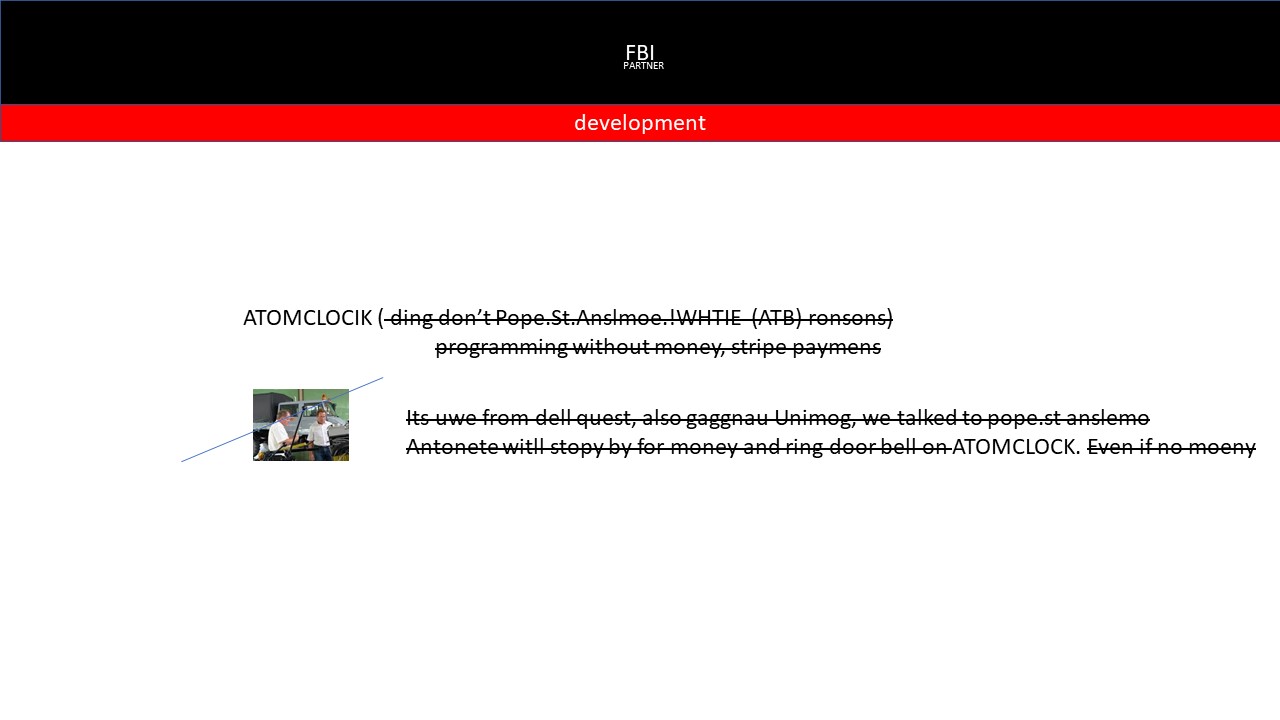 FBI
PARTNER
development
ATOMCLOCIK ( ding don’t Pope.St.Anslmoe.!WHTIE (ATB) ronsons)
programming without money, stripe paymens
Its uwe from dell quest, also gaggnau Unimog, we talked to pope.st anslemo
Antonete witll stopy by for money and ring door bell on ATOMCLOCK. Even if no moeny